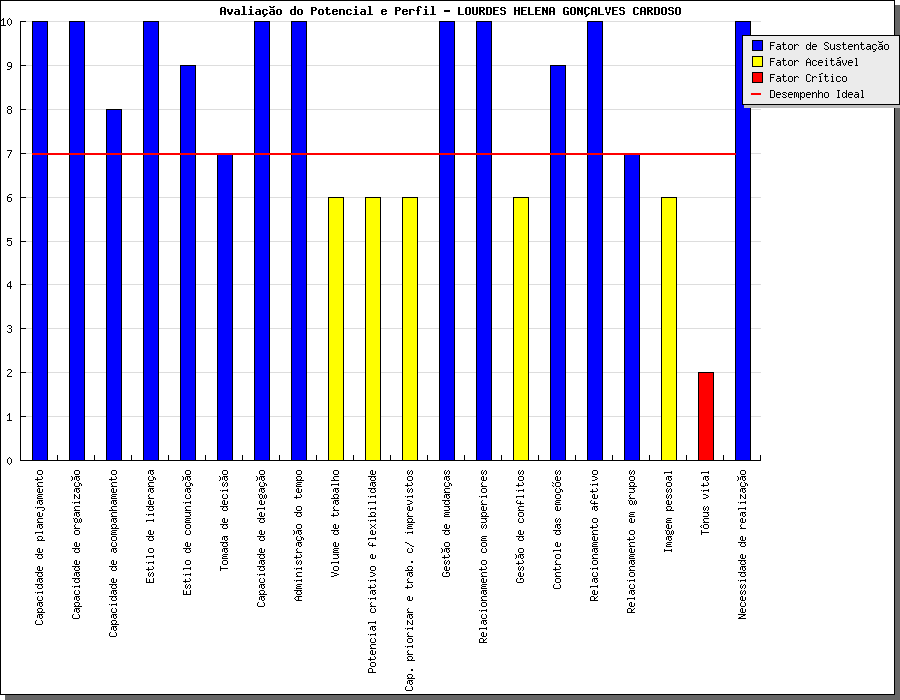 Avaliação do Potencial e Perfil - LOURDES HELENA GONÇALVES CARDOSO
10
9
8
7
6
5
4
3
2
1
0
Fator de Sustentação
Fator Aceitável
Fator Crítico
Desempenho Ideal
Capacidade de planejamento
Capacidade de organização
Capacidade de acompanhamento
Estilo de liderança
Estilo de comunicação
Tomada de decisão
Capacidade de delegação
Administração do tempo
Volume de trabalho
Potencial criativo e flexibilidade
Cap. priorizar e trab. c/ imprevistos
Gestão de mudanças
Relacionamento com superiores
Gestão de conflitos
Controle das emoções
Relacionamento afetivo
Relacionamento em grupos
Imagem pessoal
Tônus vital
Necessidade de realização